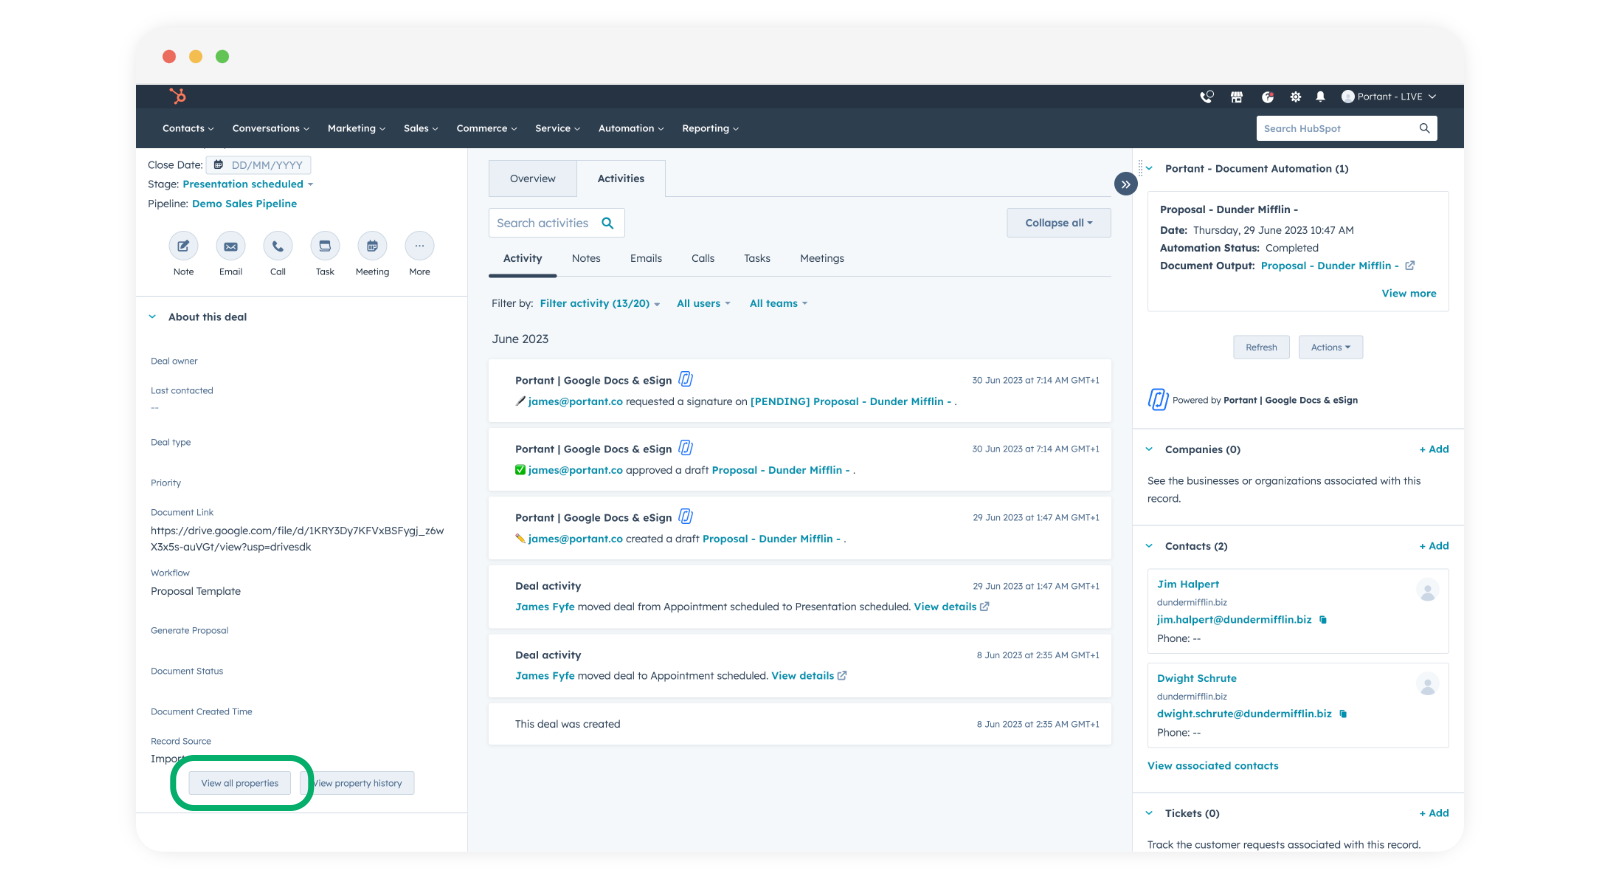 Portant - LIVE
Contacts
Conversations
Marketing
Sales
Commerce
Service
Automation
Reporting
Search HubSpot
Close Date: DD/MM/YYYY
Stage: Presentation scheduled
Pipeline: Demo Sales Pipeline
Note
Email
Call
Task
Meeting
More
About this deal
Deal owner
Last contacted
--
Deal type
Priority
Document Link
https://drive.google.com/file/d/1KRY3Dy7KFVxBSFygj_z6w
X3x5s-auVGt/view?usp=drivesdk
Workflow
Proposal Template
Generate Proposal
Document Status
Document Created Time
Record Source
Import
View all properties
View property history
Overview
Activities
Search activities
Collapse all
Activity
Notes
Emails
Calls
Tasks
Meetings
Filter by: Filter activity (13/20) All users All teams
June 2023
Portant | Google Docs & eSign
30 Jun 2023 at 7:14 AM GMT+1
james@portant.co requested a signature on [PENDING] Proposal - Dunder Mifflin - .
Portant | Google Docs & eSign
30 Jun 2023 at 7:14 AM GMT+1
james@portant.co approved a draft Proposal - Dunder Mifflin - .
Portant | Google Docs & eSign
29 Jun 2023 at 1:47 AM GMT+1
james@portant.co created a draft Proposal - Dunder Mifflin - .
Deal activity
29 Jun 2023 at 1:47 AM GMT+1
James Fyfe moved deal from Appointment scheduled to Presentation scheduled. View details
Deal activity
8 Jun 2023 at 2:35 AM GMT+1
James Fyfe moved deal to Appointment scheduled. View details
This deal was created
8 Jun 2023 at 2:35 AM GMT+1
Portant - Document Automation (1)
Proposal - Dunder Mifflin -
Date: Thursday, 29 June 2023 10:47 AM
Automation Status: Completed
Document Output: Proposal - Dunder Mifflin -
View more
Refresh
Actions
Powered by Portant | Google Docs & eSign
Companies (0)
+ Add
See the businesses or organizations associated with this
record.
Contacts (2)
+ Add
Jim Halpert
dundermifflin.biz
jim.halpert@dundermifflin.biz
Phone: --
Dwight Schrute
dundermifflin.biz
dwight.schrute@dundermifflin.biz
Phone: --
View associated contacts
Tickets (0)
+ Add
Track the customer requests associated with this record.